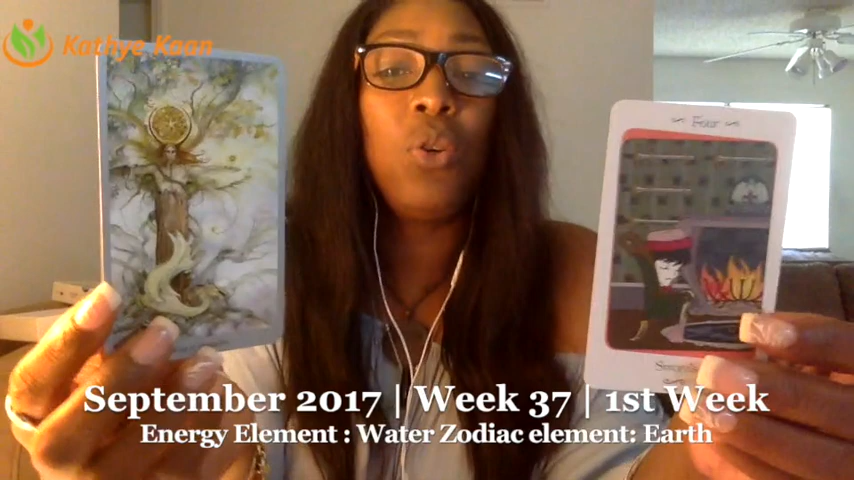 Kathye Kaan
Four
September 2017 | Week 37 | 1st Week
Energy Element : Water Zodiac element: Earth